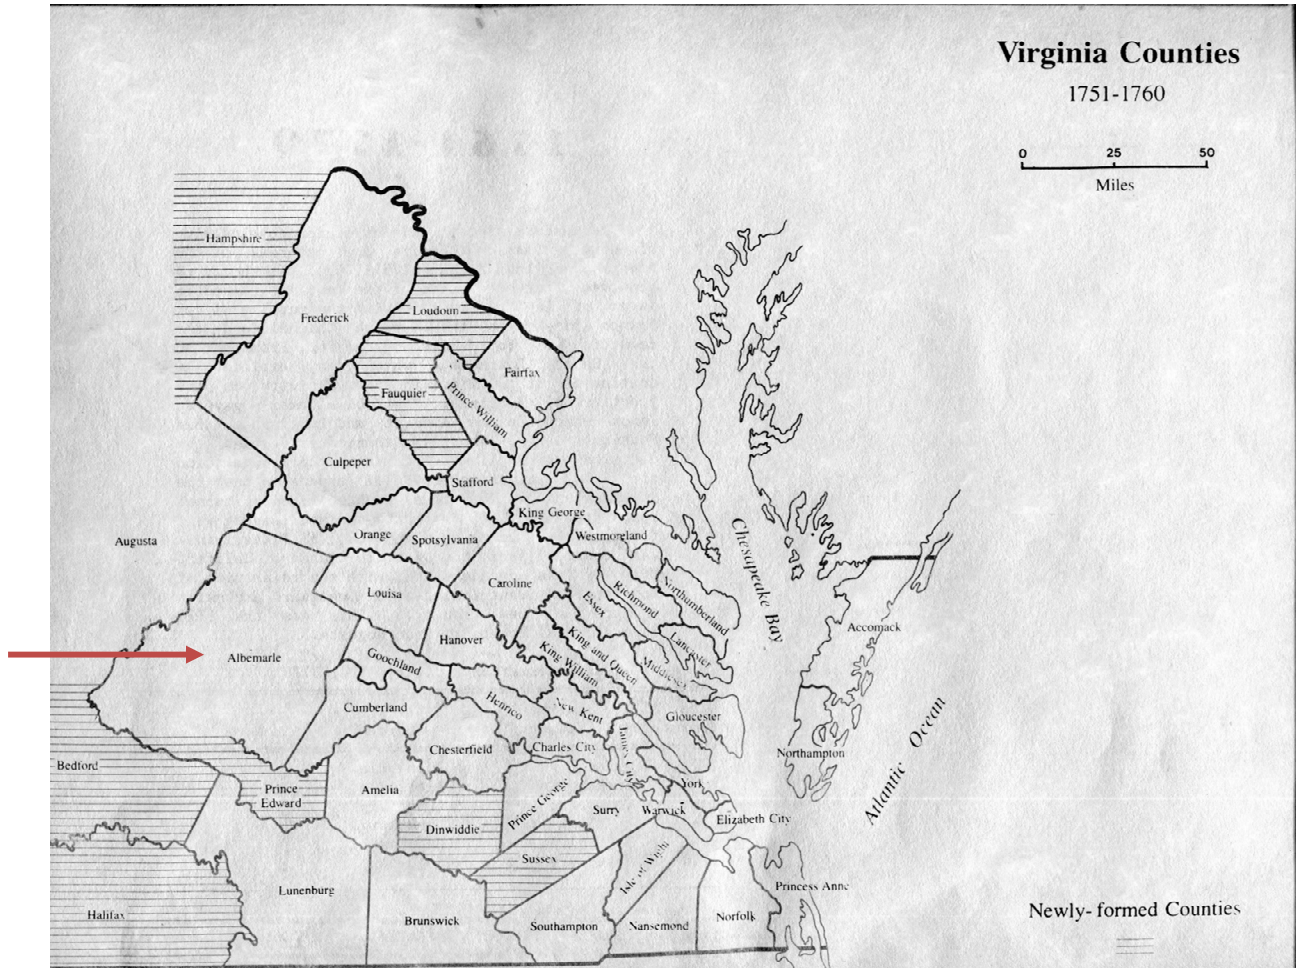 Virginia Counties
1751-1760
0 25 50
Miles
Hampshire
Frederick
Loudoun
Fairfax
Fauquier
Prince William
Culpeper
Stafford
King George
Augusta
Orange
Spotsylvania
Westmoreland
Chesapeake Bay
Caroline
Louisa
Essex
Richmond
Northumberland
Accomack
Hanover
Lancaster
Albemarle
Goochland
King and Queen
King William
Middlesex
Cumberland
Henrico
New Kent
Gloucester
Atlantic Ocean
Chesterfield
Charles City
James City
Northampton
Bedford
Prince
Edward
Amelia
York
Prince George
Surry
Warwick
Elizabeth City
Dinwiddie
Sussex
Isle of Wight
Lunenburg
Princess Anne
Halifax
Brunswick
Southampton
Nansemond
Norfolk
Newly-formed Counties